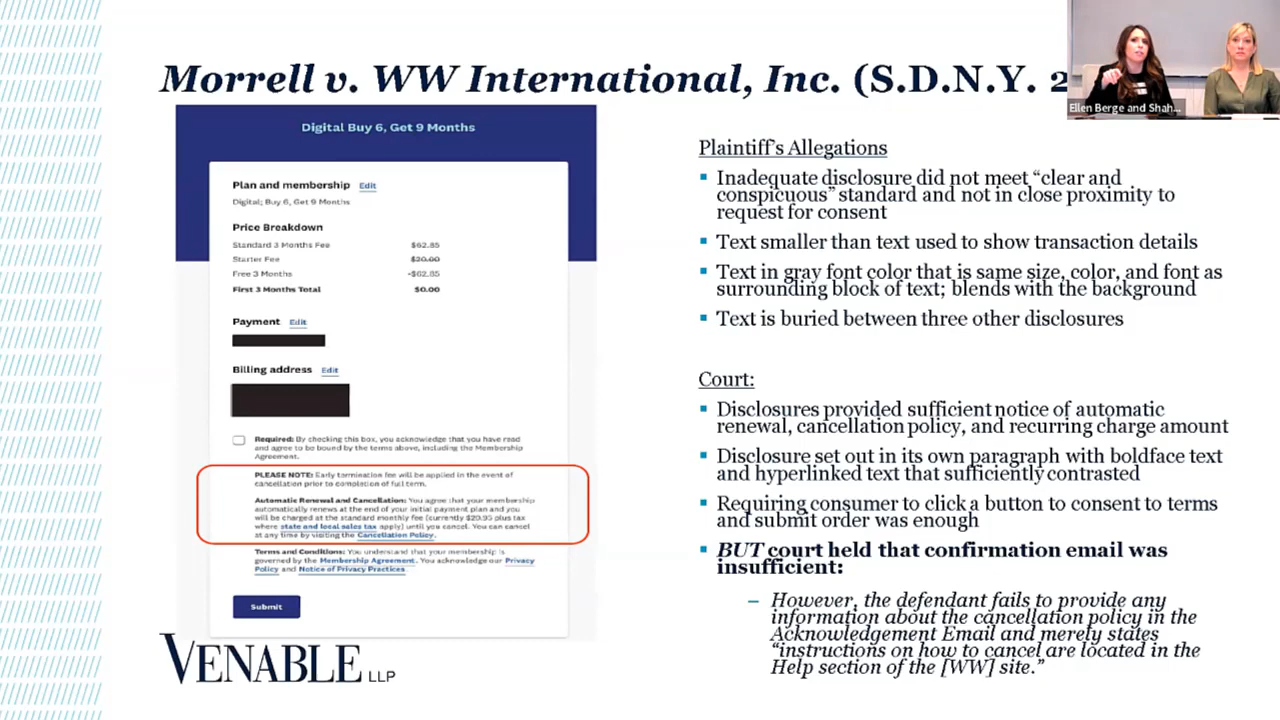 Morrell v. WW International, Inc. (S.D.N.Y. 2
Ellen Berge and Shah...
Digital Buy 6, Get 9 Months
Plan and membership Edit
Digital; Buy 6, Get 9 Months
Price Breakdown
Standard 3 Months Fee $62.85
Starter Fee $20.00
Free 3 Months -$62.85
First 3 Months Total $0.00
Payment Edit
Billing address Edit
Required: By checking this box, you acknowledge that you have read
and agree to be bound by the terms above, including the Membership
Agreement.
PLEASE NOTE: Early termination fee will be applied in the event of
cancellation prior to completion of full term.
Automatic Renewal and Cancellation: You agree that your membership
automatically renews at the end of your initial payment plan and you
will be charged at the standard monthly fee (currently $20.95 plus tax
where state and local sales tax apply) until you cancel. You can cancel
at any time by visiting the Cancellation Policy.
Terms and Conditions: You understand that your membership is
governed by the Membership Agreement. You acknowledge our Privacy
Policy and Notice of Privacy Practices.
Submit
VENABLE LLP
Plaintiff's Allegations
Inadequate disclosure did not meet “clear and
conspicuous” standard and not in close proximity to
request for consent
Text smaller than text used to show transaction details
Text in gray font color that is same size, color, and font as
surrounding block of text; blends with the background
Text is buried between three other disclosures
Court:
Disclosures provided sufficient notice of automatic
renewal, cancellation policy, and recurring charge amount
Disclosure set out in its own paragraph with boldface text
and hyperlinked text that sufficiently contrasted
Requiring consumer to click a button to consent to terms
and submit order was enough
BUT court held that confirmation email was
insufficient:
– However, the defendant fails to provide any
information about the cancellation policy in the
Acknowledgement Email and merely states
“instructions on how to cancel are located in the
Help section of the [WW] site.”